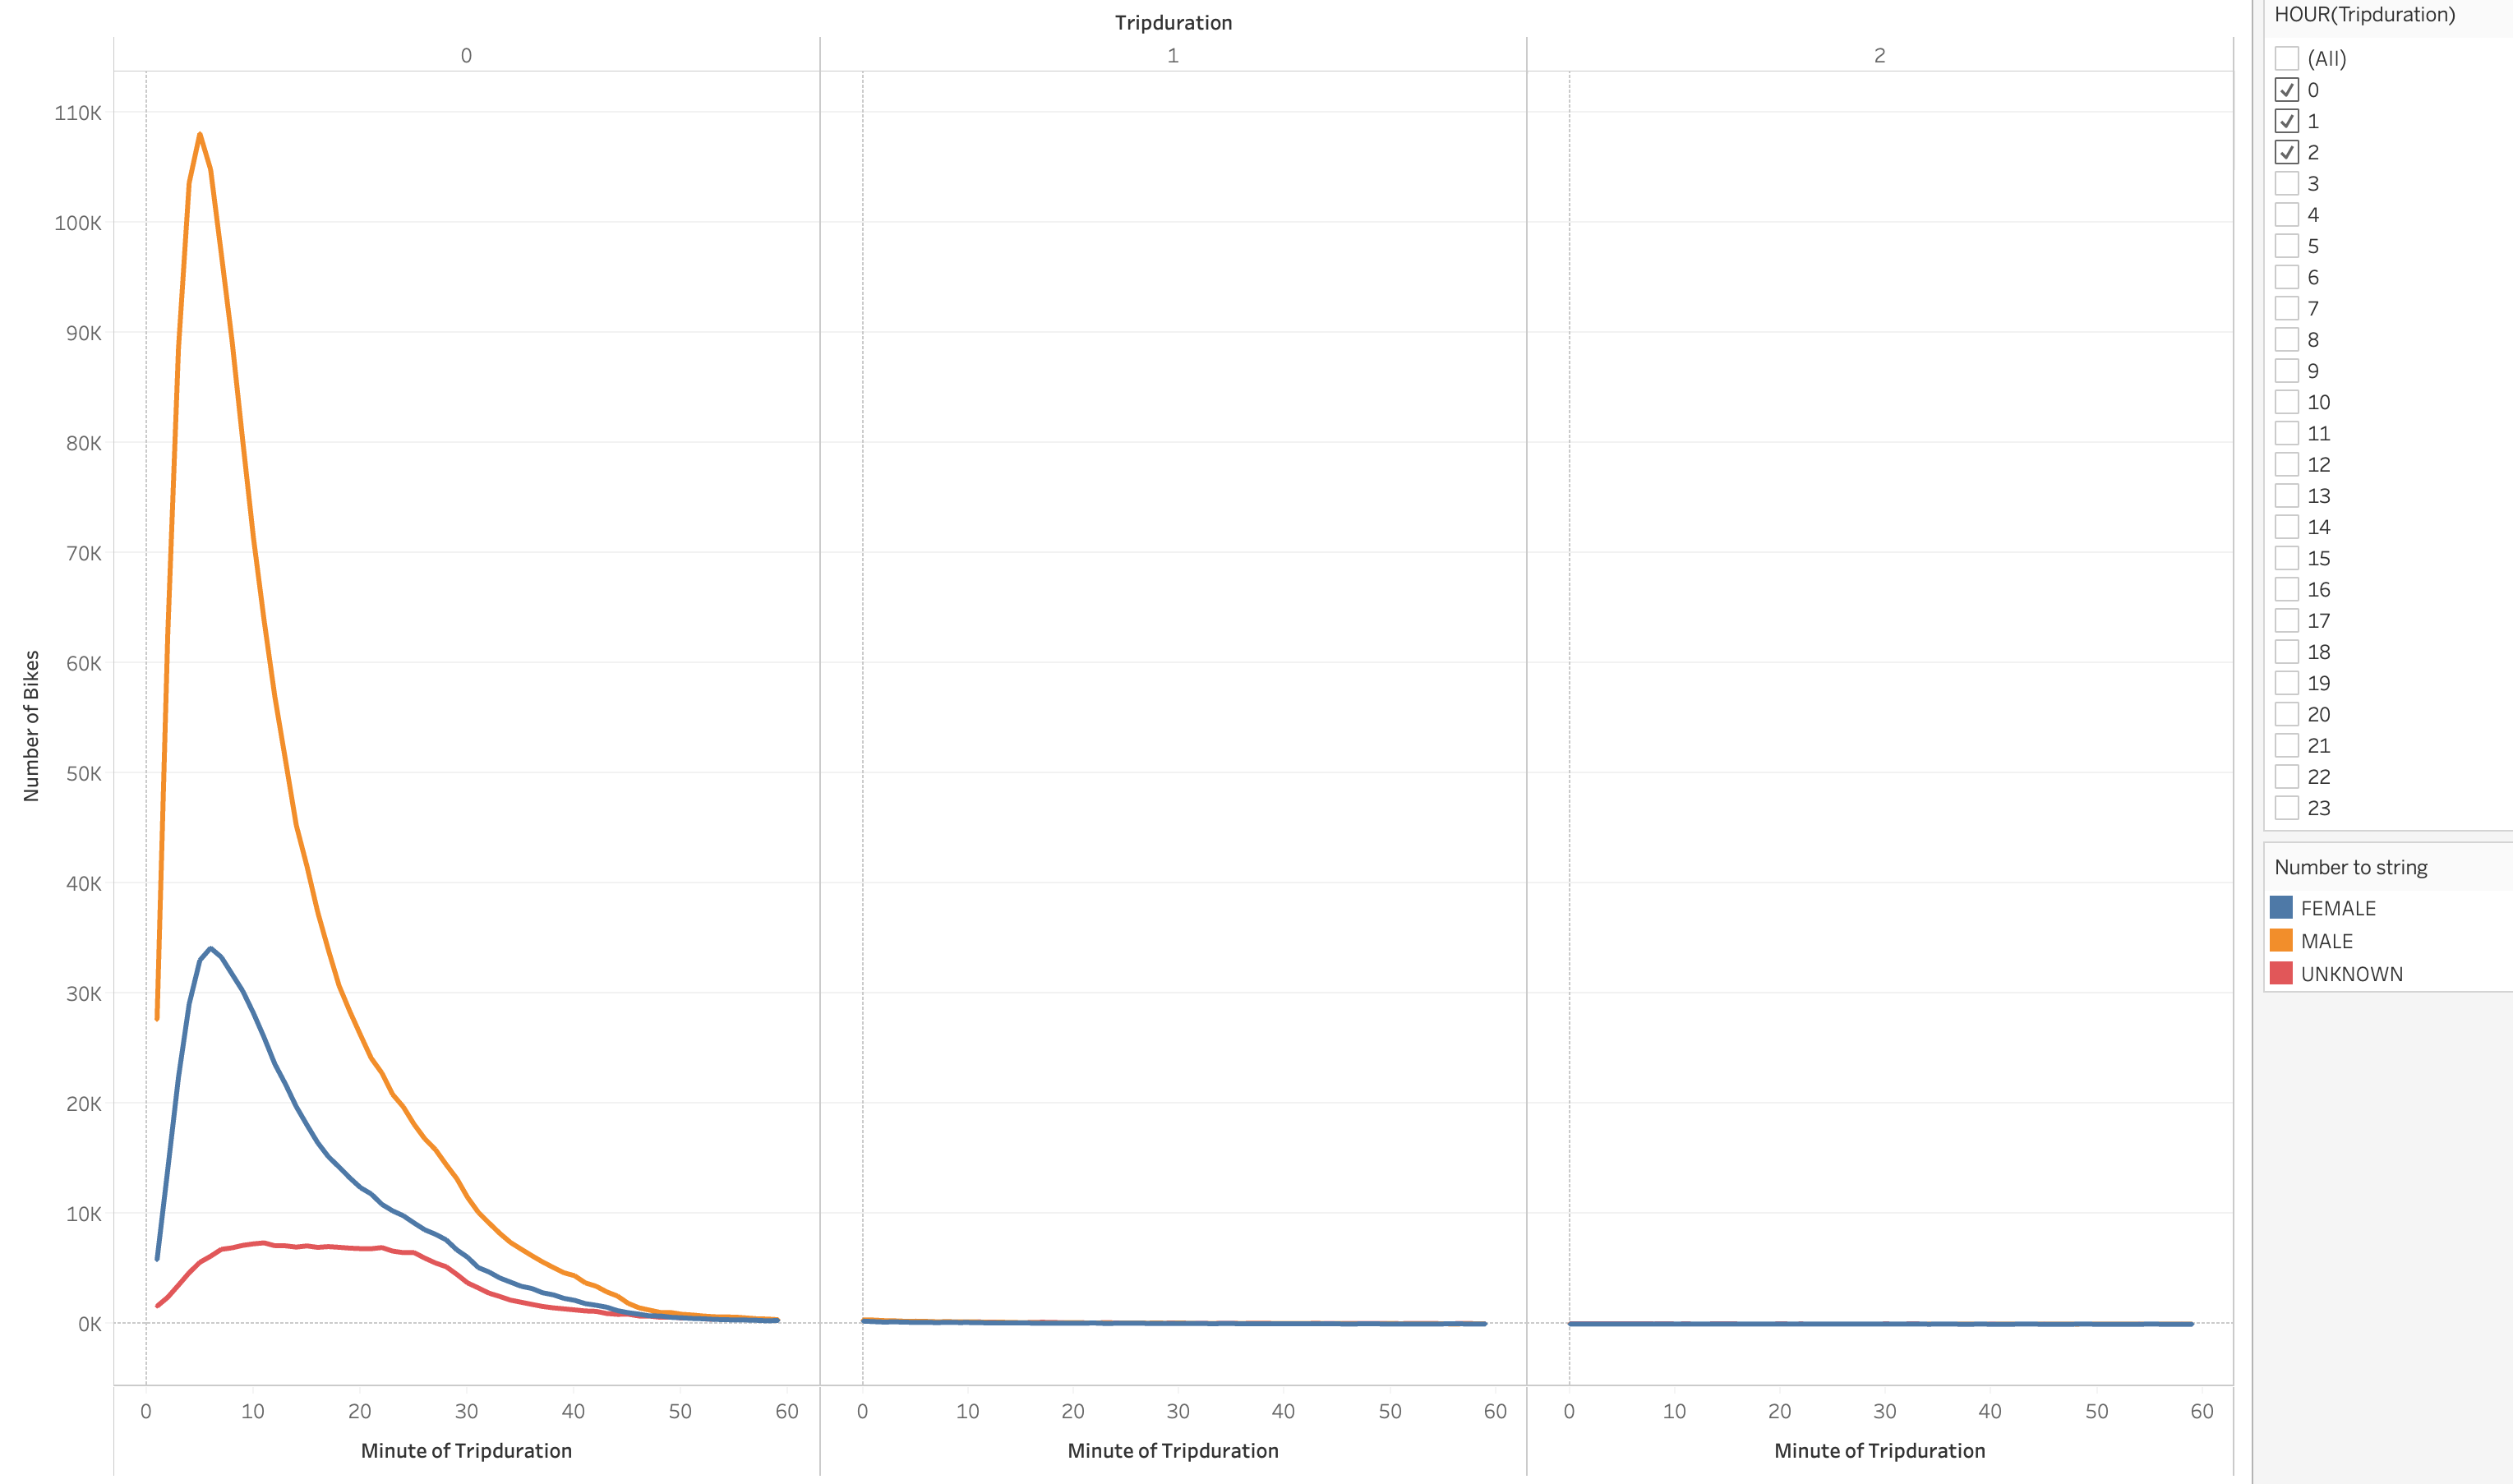 Tripduration
0
1
2
110K
100K
90K
80K
70K
60K
50K
40K
30K
20K
10K
0K
Number of Bikes
0 10 20 30 40 50 60
0 10 20 30 40 50 60
0 10 20 30 40 50 60
Minute of Tripduration
Minute of Tripduration
Minute of Tripduration
HOUR(Tripduration)
(All)
0
1
2
3
4
5
6
7
8
9
10
11
12
13
14
15
16
17
18
19
20
21
22
23
Number to string
FEMALE
MALE
UNKNOWN